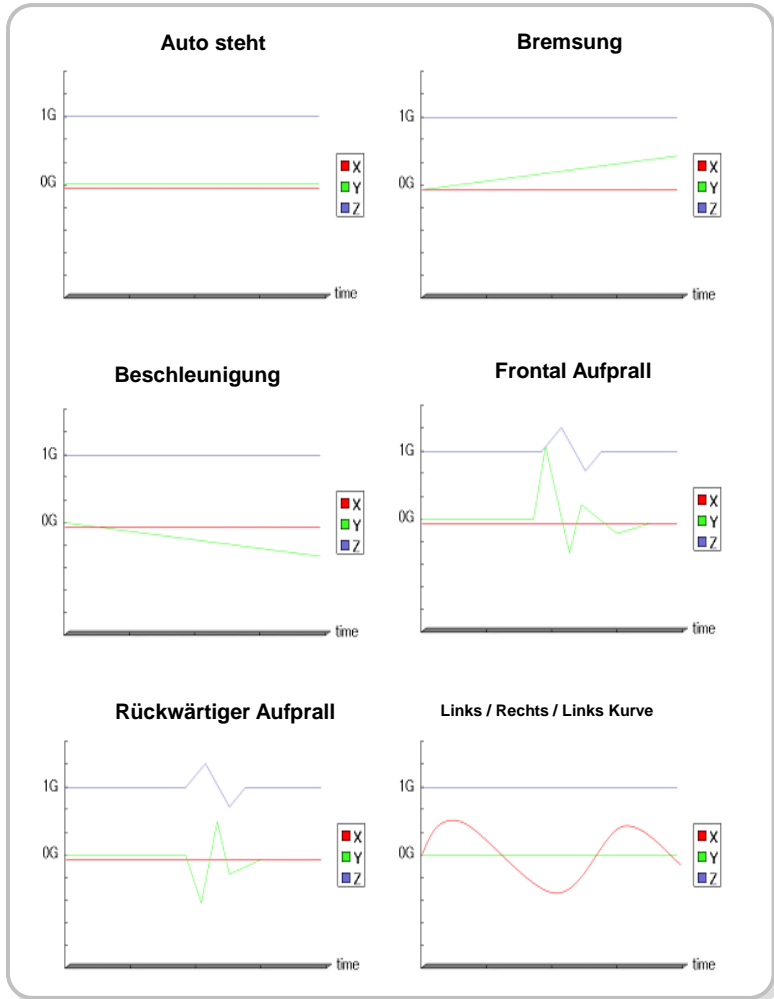 Auto steht
1G
0G
X
Y
Z
time
Bremsung
1G
0G
X
Y
Z
time
Beschleunigung
1G
0G
X
Y
Z
time
Frontal Aufprall
1G
0G
X
Y
Z
time
Rückwärtiger Aufprall
1G
0G
X
Y
Z
time
Links / Rechts / Links Kurve
1G
0G
X
Y
Z
time